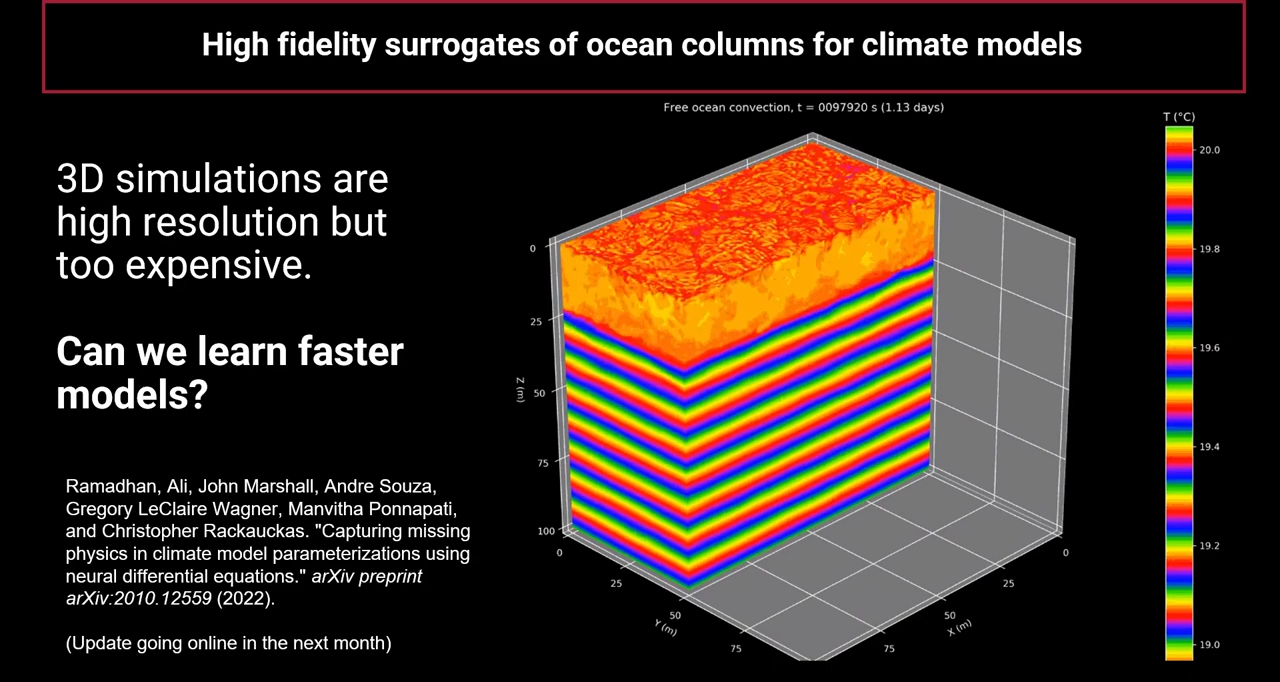 High fidelity surrogates of ocean columns for climate models
3D simulations are
high resolution but
too expensive.
Can we learn faster
models?
Ramadhan, Ali, John Marshall, Andre Souza,
Gregory LeClaire Wagner, Manvitha Ponnapati,
and Christopher Rackauckas. "Capturing missing
physics in climate model parameterizations using
neural differential equations." arXiv preprint
arXiv:2010.12559 (2022).
(Update going online in the next month)
Free ocean convection, t = 0097920 s (1.13 days)
0
25
50
75
100
Z (m)
0
25
50
75
Y (m)
0
25
50
75
X (m)
T (°C)
20.0
19.8
19.6
19.4
19.2
19.0